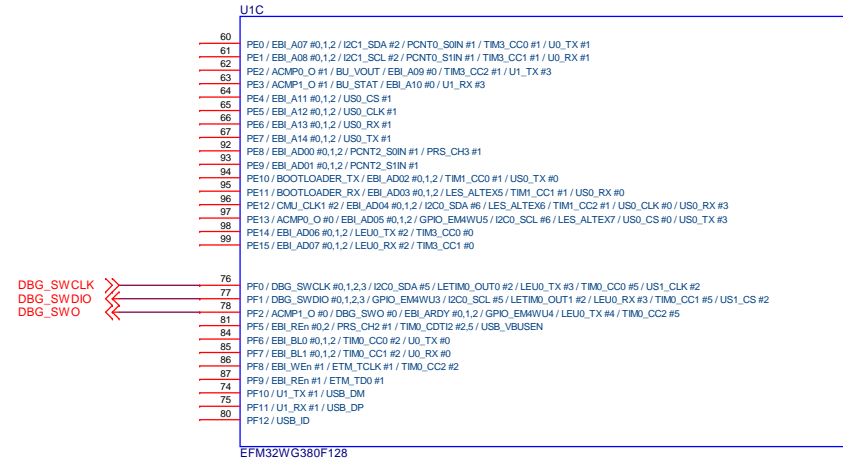 U1C
60 PE0 / EBI_A07 #0,1,2 / I2C1_SDA #2 / PCNT0_S0IN #1 / TIM3_CC0 #1 / U0_TX #1
61 PE1 / EBI_A08 #0,1,2 / I2C1_SCL #2 / PCNT0_S1IN #1 / TIM3_CC1 #1 / U0_RX #1
62 PE2 / ACMP0_O #1 / BU_VOUT / EBI_A09 #0 / TIM3_CC2 #1 / U1_TX #3
63 PE3 / ACMP1_O #1 / BU_STAT / EBI_A10 #0 / U1_RX #3
64 PE4 / EBI_A11 #0,1,2 / US0_CS #1
65 PE5 / EBI_A12 #0,1,2 / US0_CLK #1
66 PE6 / EBI_A13 #0,1,2 / US0_RX #1
67 PE7 / EBI_A14 #0,1,2 / US0_TX #1
92 PE8 / EBI_AD00 #0,1,2 / PCNT2_S0IN #1 / PRS_CH3 #1
93 PE9 / EBI_AD01 #0,1,2 / PCNT2_S1IN #1
94 PE10 / BOOTLOADER_TX / EBI_AD02 #0,1,2 / TIM1_CC0 #1 / US0_TX #0
95 PE11 / BOOTLOADER_RX / EBI_AD03 #0,1,2 / LES_ALTEX5 / TIM1_CC1 #1 / US0_RX #0
96 PE12 / CMU_CLK1 #2 / EBI_AD04 #0,1,2 / I2C0_SDA #6 / LES_ALTEX6 / TIM1_CC2 #1 / US0_CLK #0 / US0_RX #3
97 PE13 / ACMP0_O #0 / EBI_AD05 #0,1,2 / GPIO_EM4WU5 / I2C0_SCL #6 / LES_ALTEX7 / US0_CS #0 / US0_TX #3
98 PE14 / EBI_AD06 #0,1,2 / LEU0_TX #2 / TIM3_CC0 #0
99 PE15 / EBI_AD07 #0,1,2 / LEU0_RX #2 / TIM3_CC1 #0
DBG_SWCLK 76 PF0 / DBG_SWCLK #0,1,2,3 / I2C0_SDA #5 / LETIM0_OUT0 #2 / LEU0_TX #3 / TIM0_CC0 #5 / US1_CLK #2
DBG_SWDIO 77 PF1 / DBG_SWDIO #0,1,2,3 / GPIO_EM4WU3 / I2C0_SCL #5 / LETIM0_OUT1 #2 / LEU0_RX #3 / TIM0_CC1 #5 / US1_CS #2
DBG_SWO 78 PF2 / ACMP1_O #0 / DBG_SWO #0 / EBI_ARDY #0,1,2 / GPIO_EM4WU4 / LEU0_TX #4 / TIM0_CC2 #5
81 PF5 / EBI_REn #0,2 / PRS_CH2 #1 / TIM0_CDTI2 #2,5 / USB_VBUSEN
84 PF6 / EBI_BL0 #0,1,2 / TIM0_CC0 #2 / U0_TX #0
85 PF7 / EBI_BL1 #0,1,2 / TIM0_CC1 #2 / U0_RX #0
86 PF8 / EBI_WEn #1 / ETM_TCLK #1 / TIM0_CC2 #2
87 PF9 / EBI_REn #1 / ETM_TD0 #1
74 PF10 / U1_TX #1 / USB_DM
75 PF11 / U1_RX #1 / USB_DP
80 PF12 / USB_ID
EFM32WG380F128